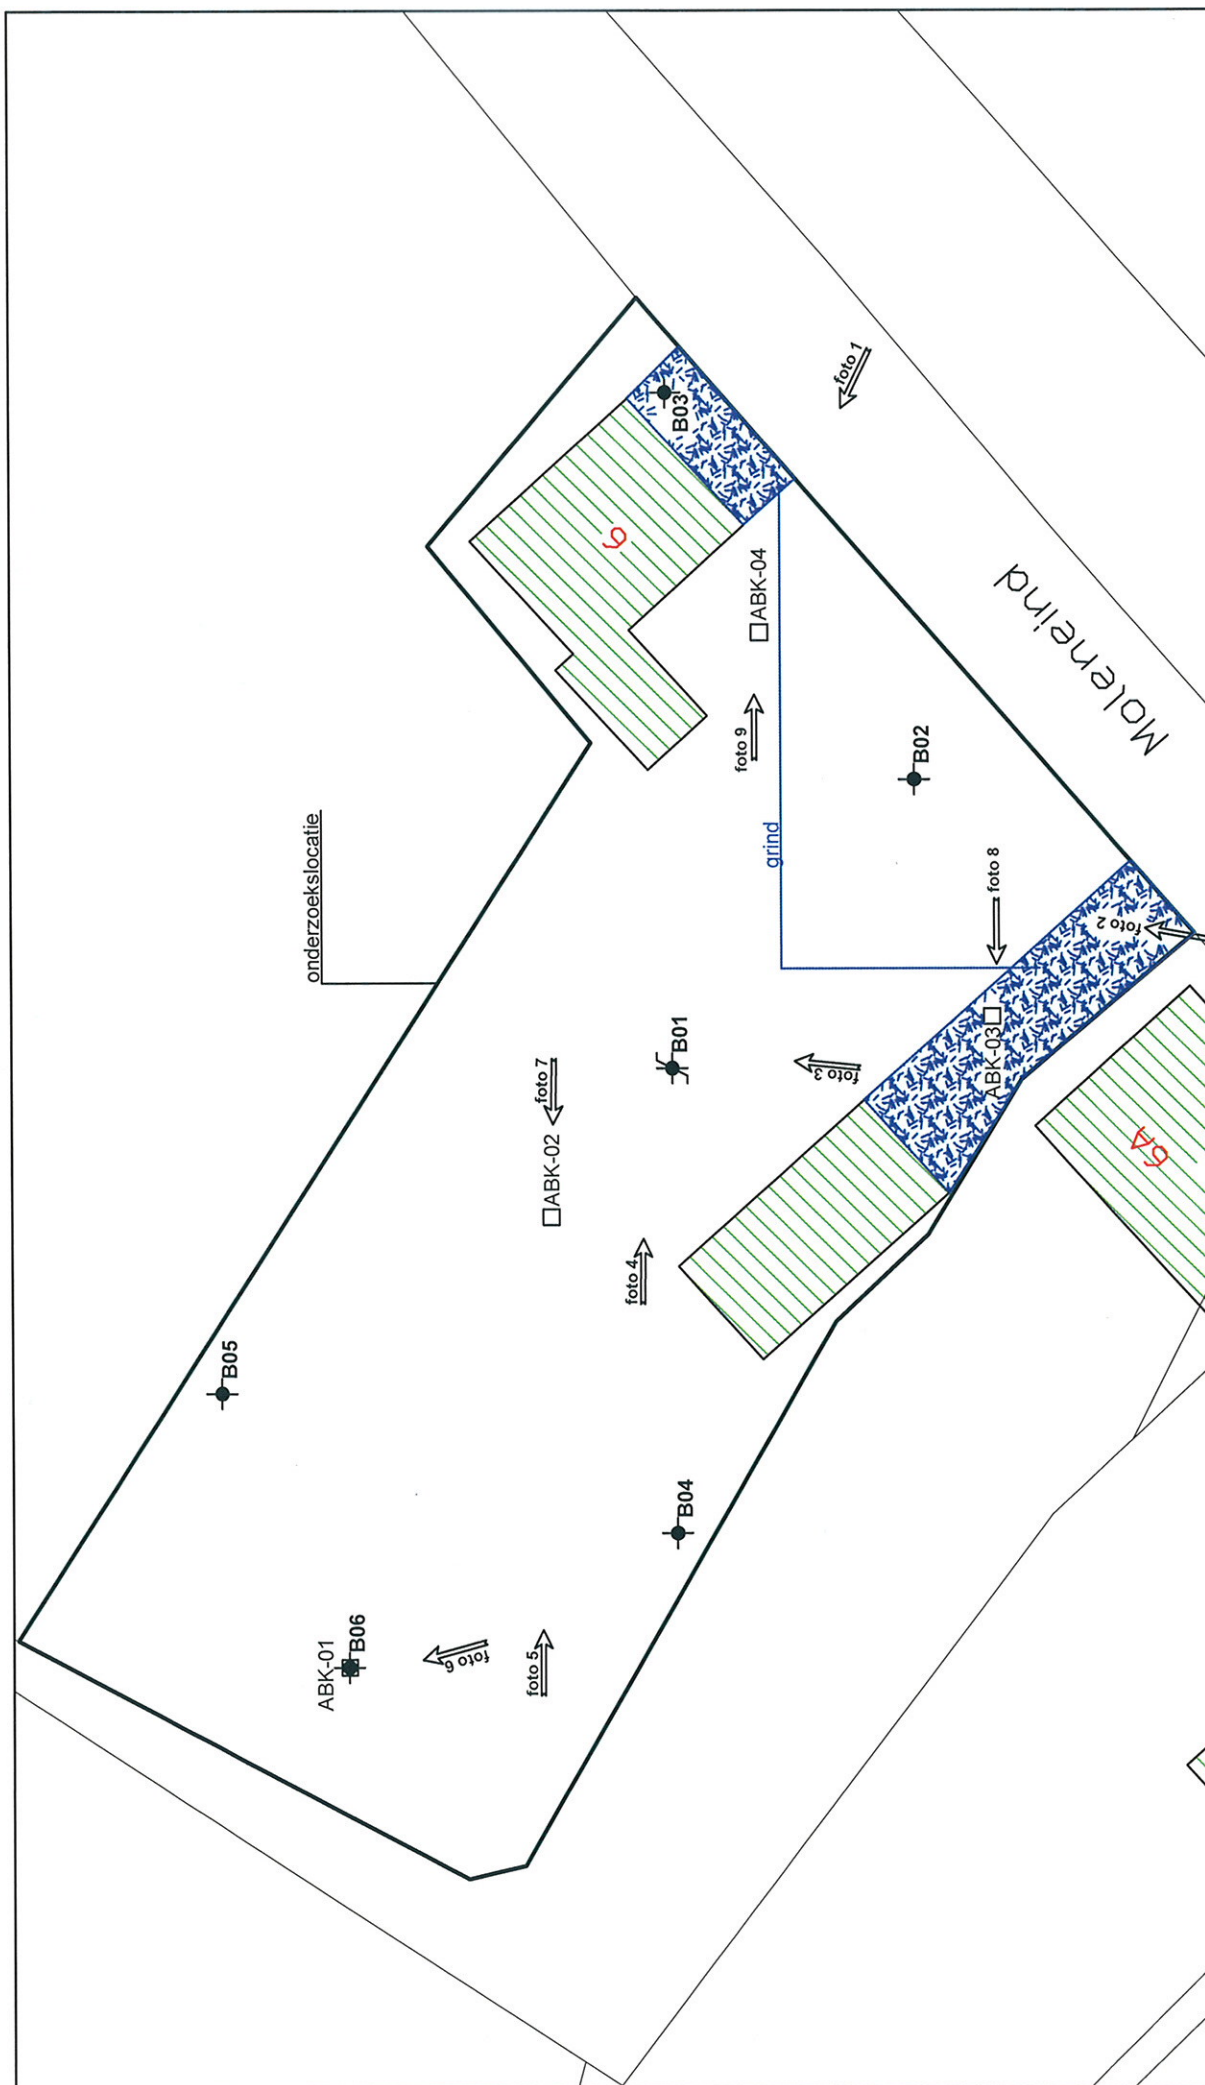 foto 1
B03
6
ABK-04
Moleneind
foto 9
B02
onderzoekslocatie
grind
foto 8
foto 2
ABK-03
B01
foto 3
foto 7
ABK-02
6A
foto 4
B05
B04
ABK-01
B06
foto 6
foto 5